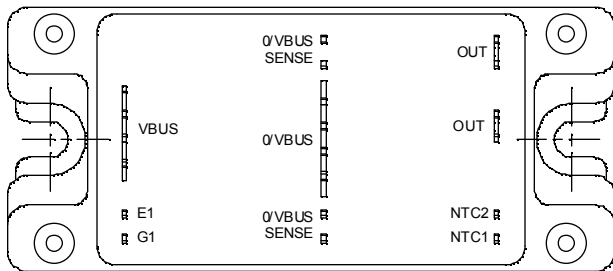 0/VBUS
SENSE
OUT
VBUS
0/VBUS
OUT
E1
G1
0/VBUS
SENSE
NTC2
NTC1